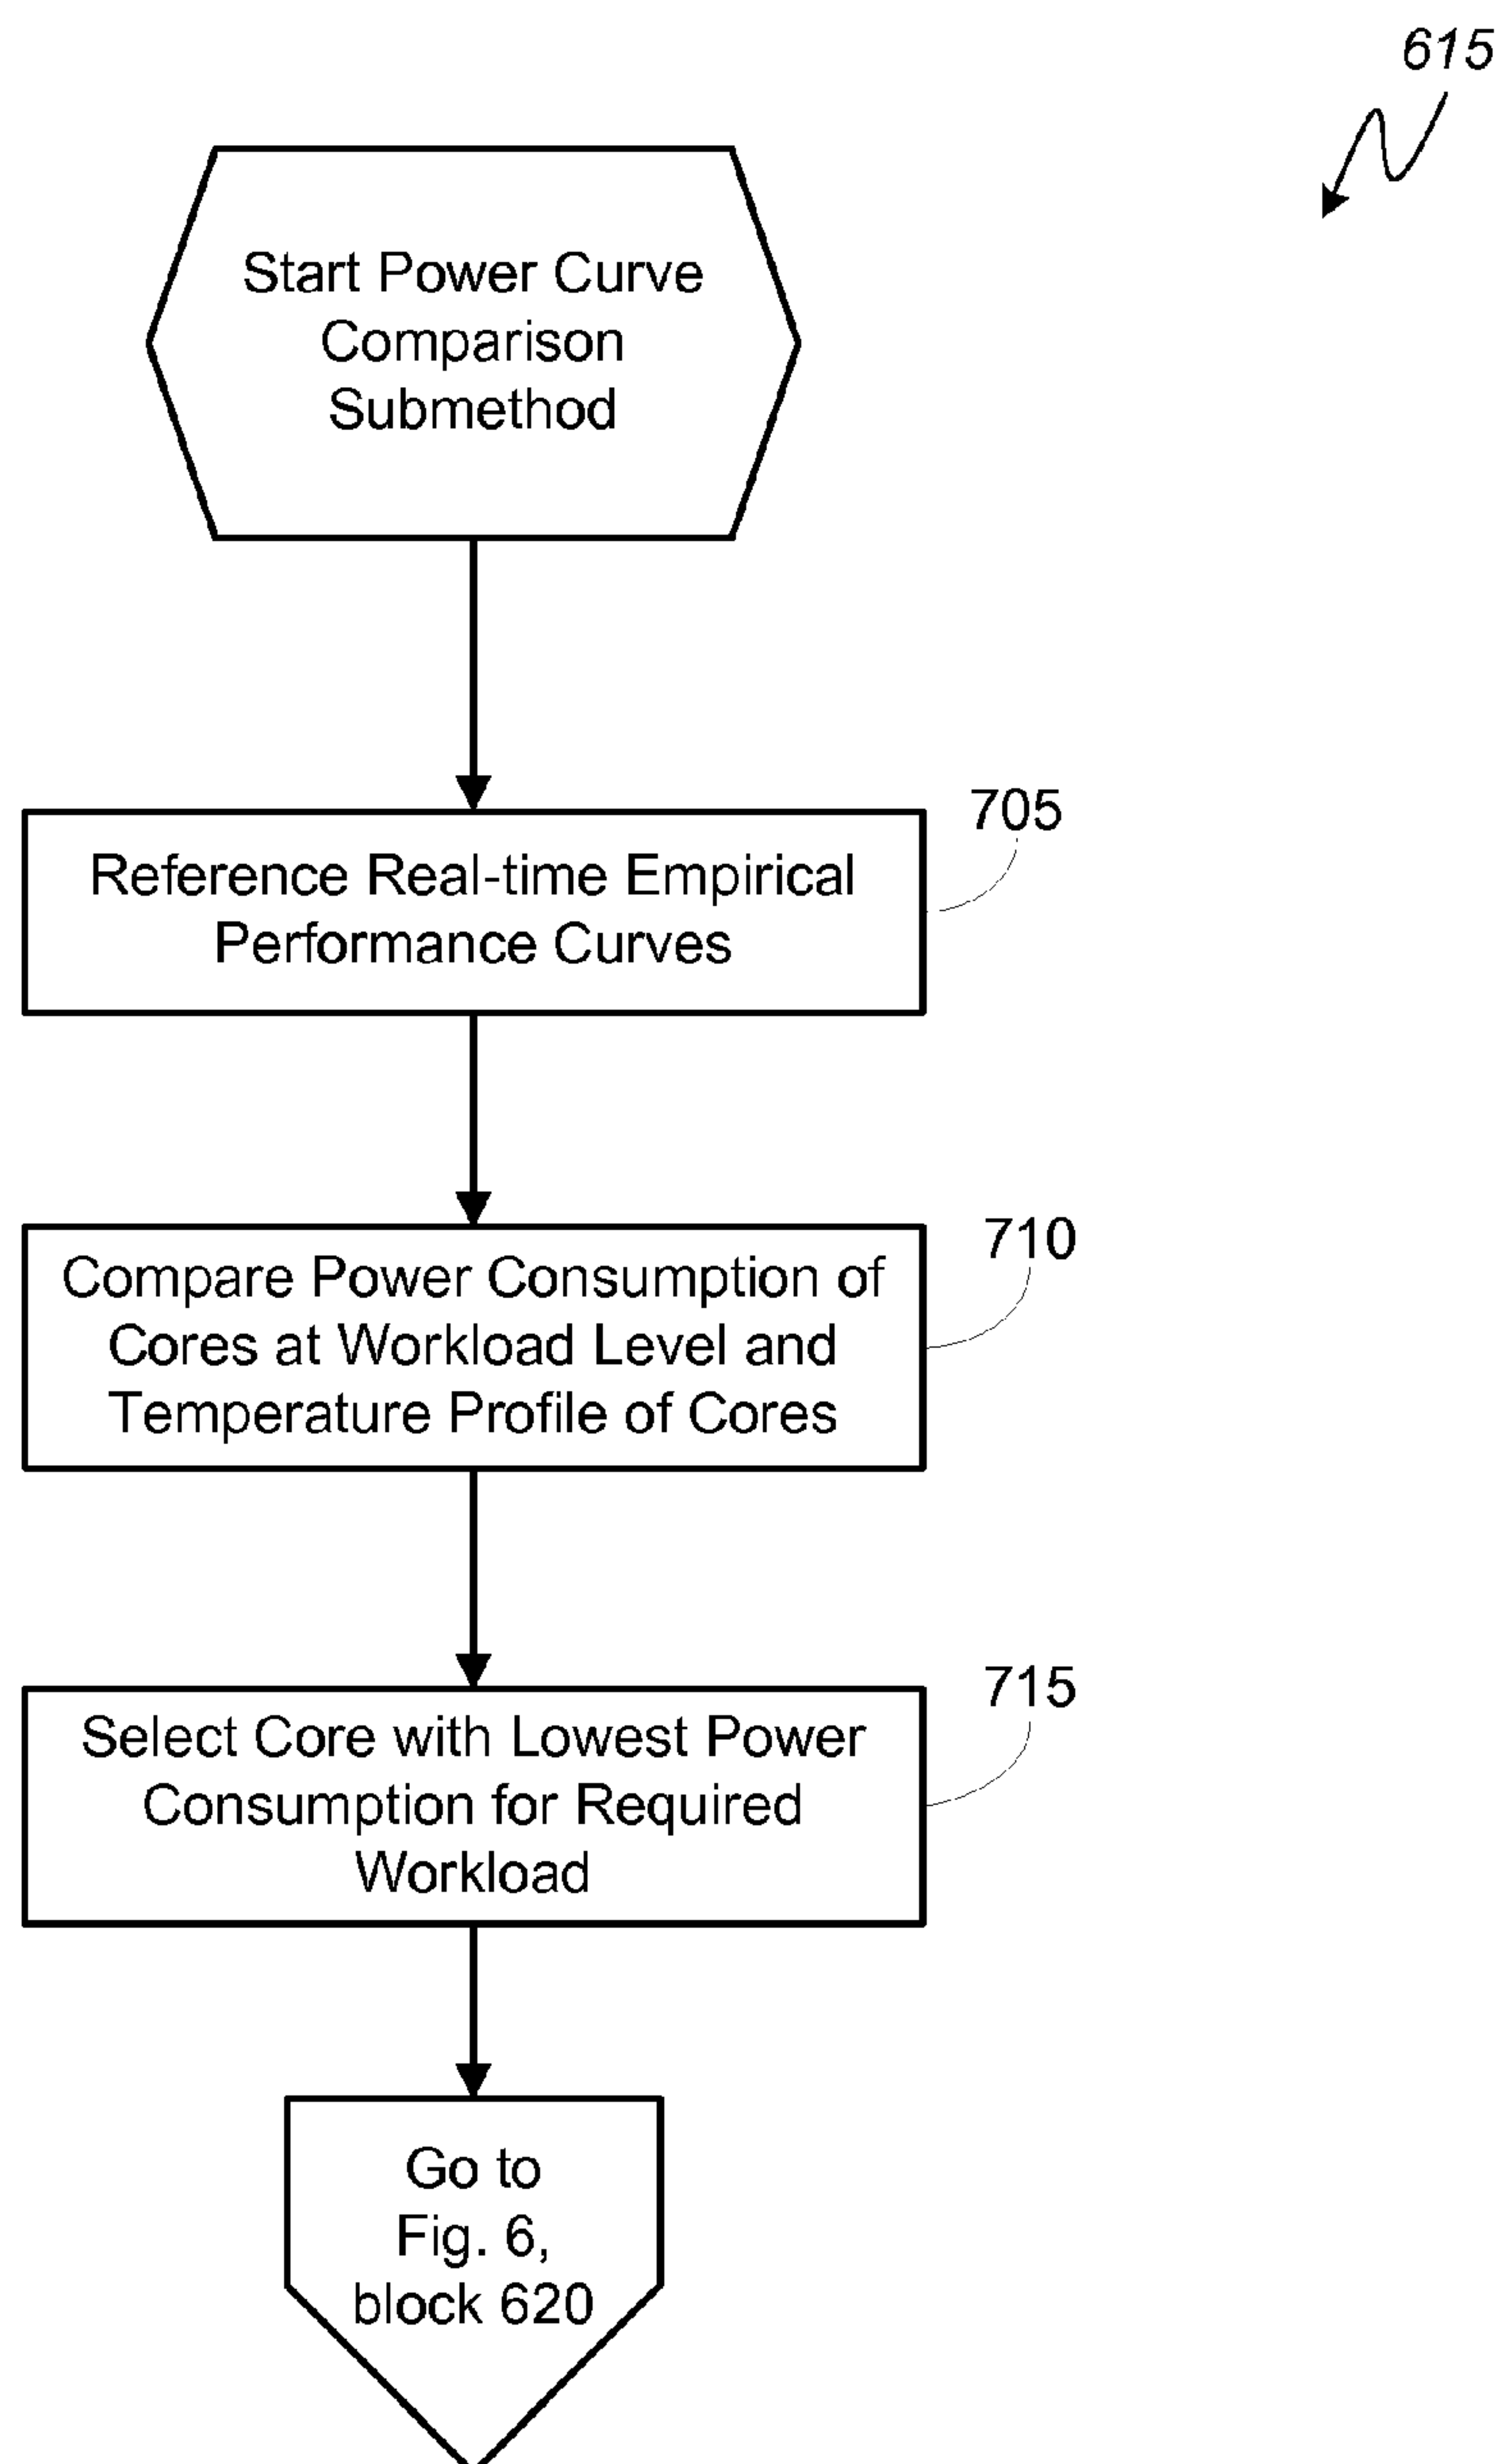 615
Start Power Curve
Comparison
Submethod
705
Reference Real-time Empirical
Performance Curves
710
Compare Power Consumption of
Cores at Workload Level and
Temperature Profile of Cores
715
Select Core with Lowest Power
Consumption for Required
Workload
Go to
Fig. 6,
block 620